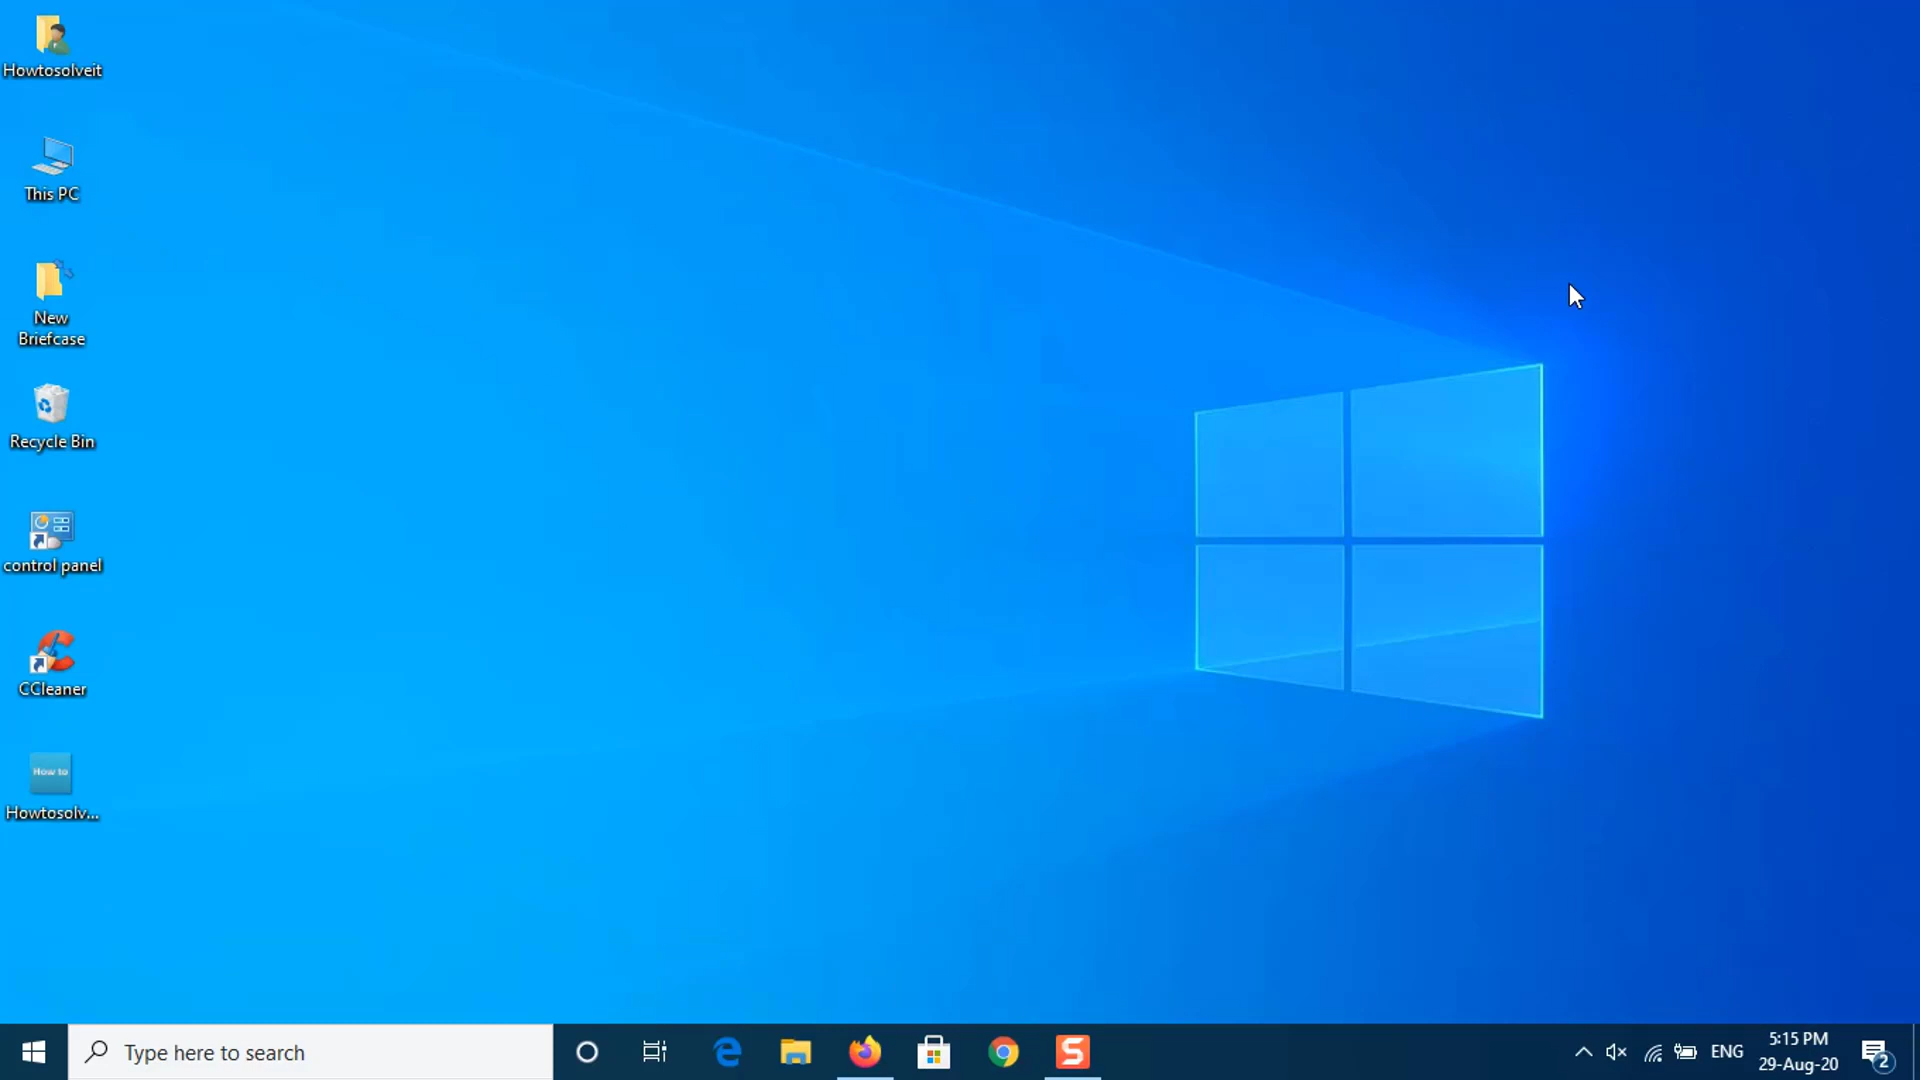 Howtosolveit
This PC
New
Briefcase
Recycle Bin
control panel
CCleaner
How to
Howtosolv...
Type here to search
ENG
5:15 PM
29-Aug-20
2